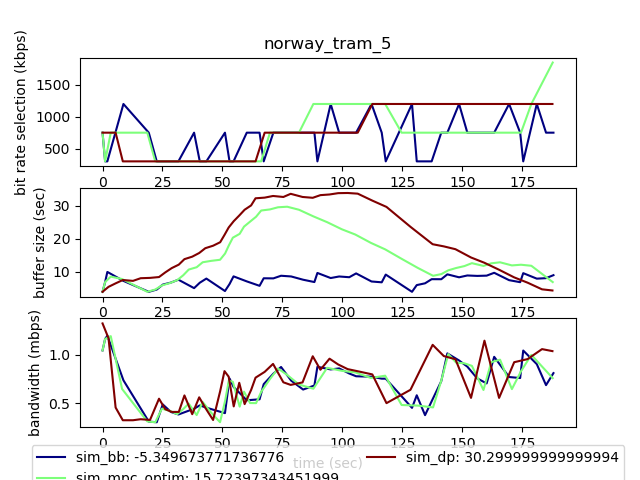 norway_tram_5
bit rate selection (kbps)
1500
1000
500
0 25 50 75 100 125 150 175
buffer size (sec)
30
20
10
0 25 50 75 100 125 150 175
bandwidth (mbps)
1.0
0.5
0 25 50 75 100 125 150 175
time (sec)
sim_bb: -5.349673771736776
sim_dp: 30.299999999999994
sim_mpc_optim: 15.72397343451999